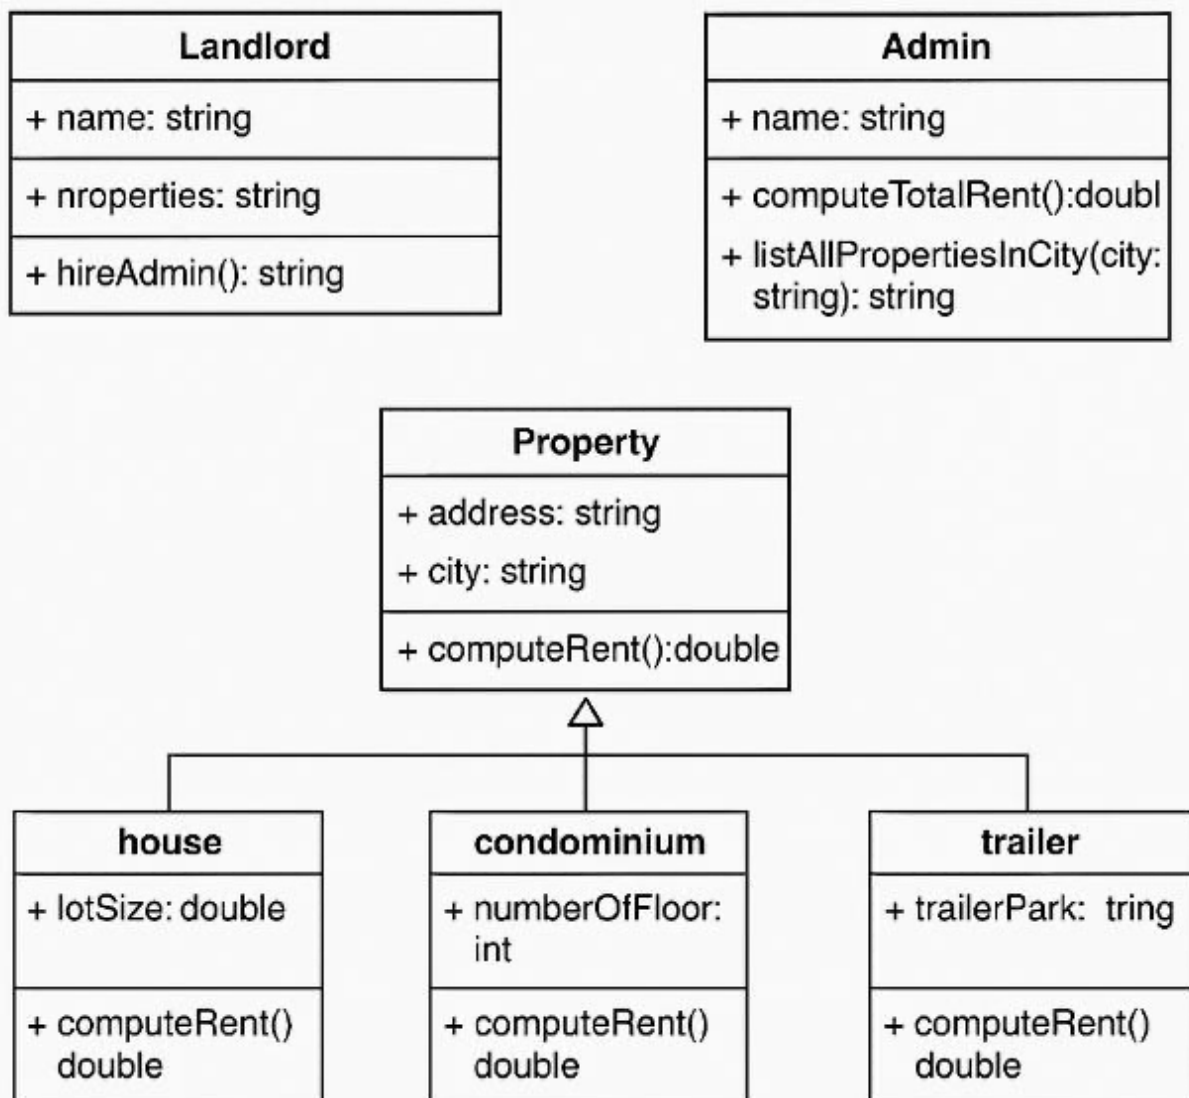 Landlord
+ name: string
+ nroperties: string
+ hireAdmin(): string
Admin
+ name: string
+ computeTotalRent():doubl
+ listAllPropertiesInCity(city:
string): string
Property
+ address: string
+ city: string
+ computeRent():double
house
+ lotSize: double
+ computeRent()
double
condominium
+ numberOfFloor:
int
+ computeRent()
double
trailer
+ trailerPark: tring
+ computeRent()
double